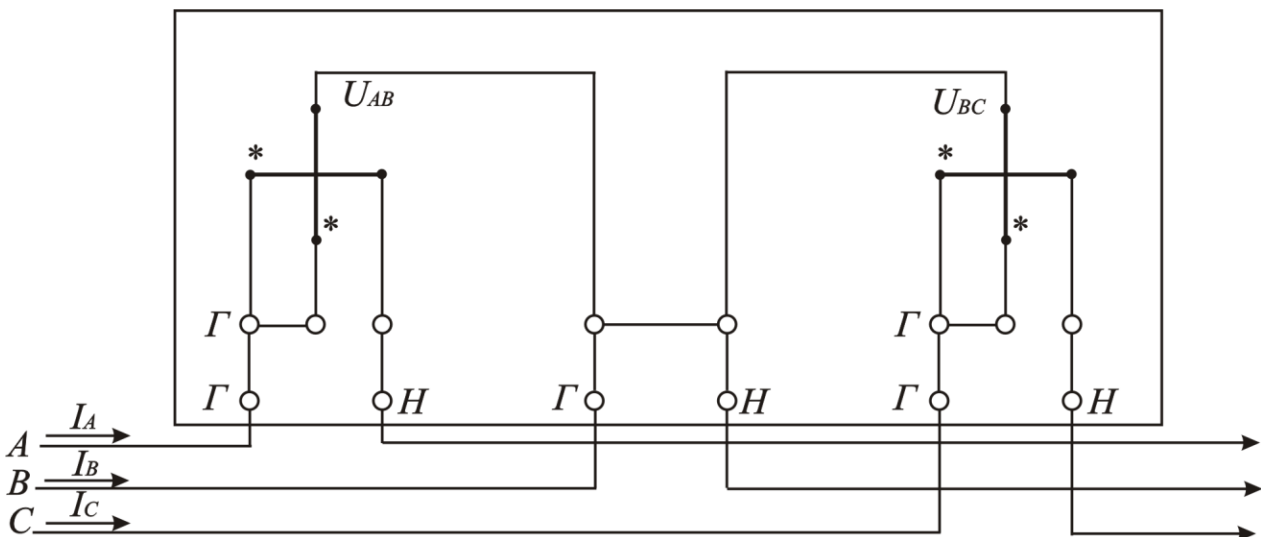 U_AB U_BC
* *
* *
Г Г
Г Н Г Н Г Н
I_A
A
I_B
B
I_C
C